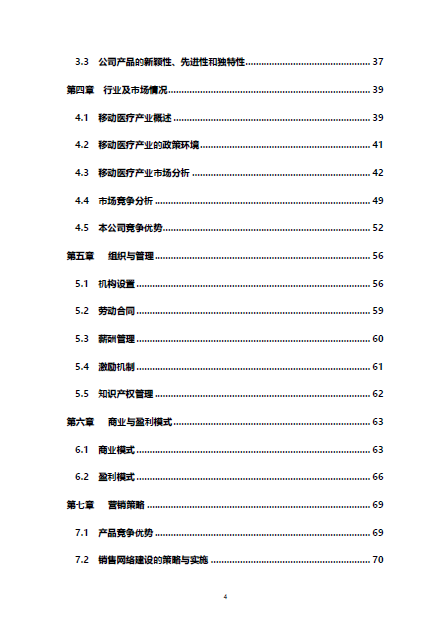 3.3 公司产品的新颖性、先进性和独特性 37
第四章 行业及市场情况 39
4.1 移动医疗产业概述 39
4.2 移动医疗产业的政策环境 41
4.3 移动医疗产业市场分析 42
4.4 市场竞争分析 49
4.5 本公司竞争优势 52
第五章 组织与管理 56
5.1 机构设置 56
5.2 劳动合同 59
5.3 薪酬管理 60
5.4 激励机制 61
5.5 知识产权管理 62
第六章 商业与盈利模式 63
6.1 商业模式 63
6.2 盈利模式 66
第七章 营销策略 69
7.1 产品竞争优势 69
7.2 销售网络建设的策略与实施 70
4